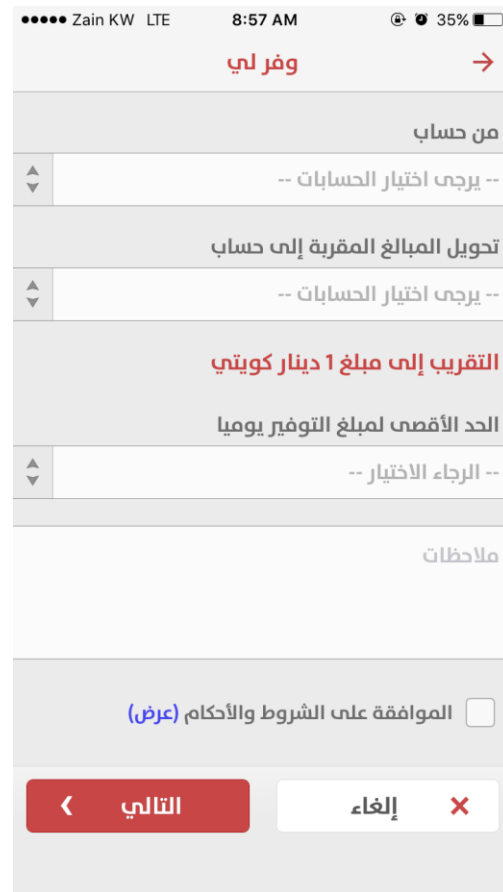 Zain KW LTE 8:57 AM 35%
وفر لي
من حساب
-- يرجى اختيار الحسابات --
تحويل المبالغ المقربة إلى حساب
-- يرجى اختيار الحسابات --
التقريب إلى مبلغ 1 دينار كويتي
الحد الأقصى لمبلغ التوفير يوميا
-- الرجاء الاختيار --
ملاحظات
الموافقة على الشروط والأحكام (عرض)
إلغاء التالي